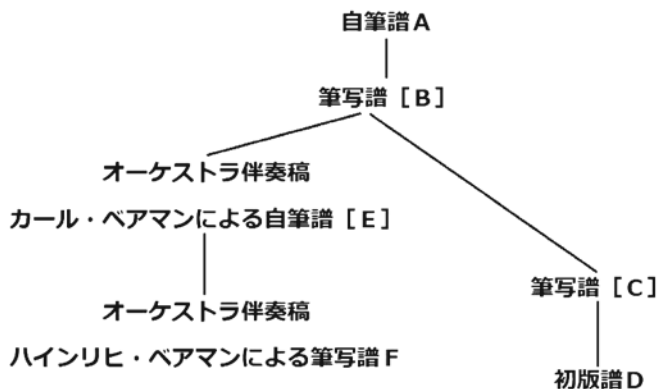 自筆譜A
筆写譜［B］
オーケストラ伴奏稿
カール・ベアマンによる自筆譜［E］
筆写譜［C］
オーケストラ伴奏稿
ハインリヒ・ベアマンによる筆写譜F
初版譜D